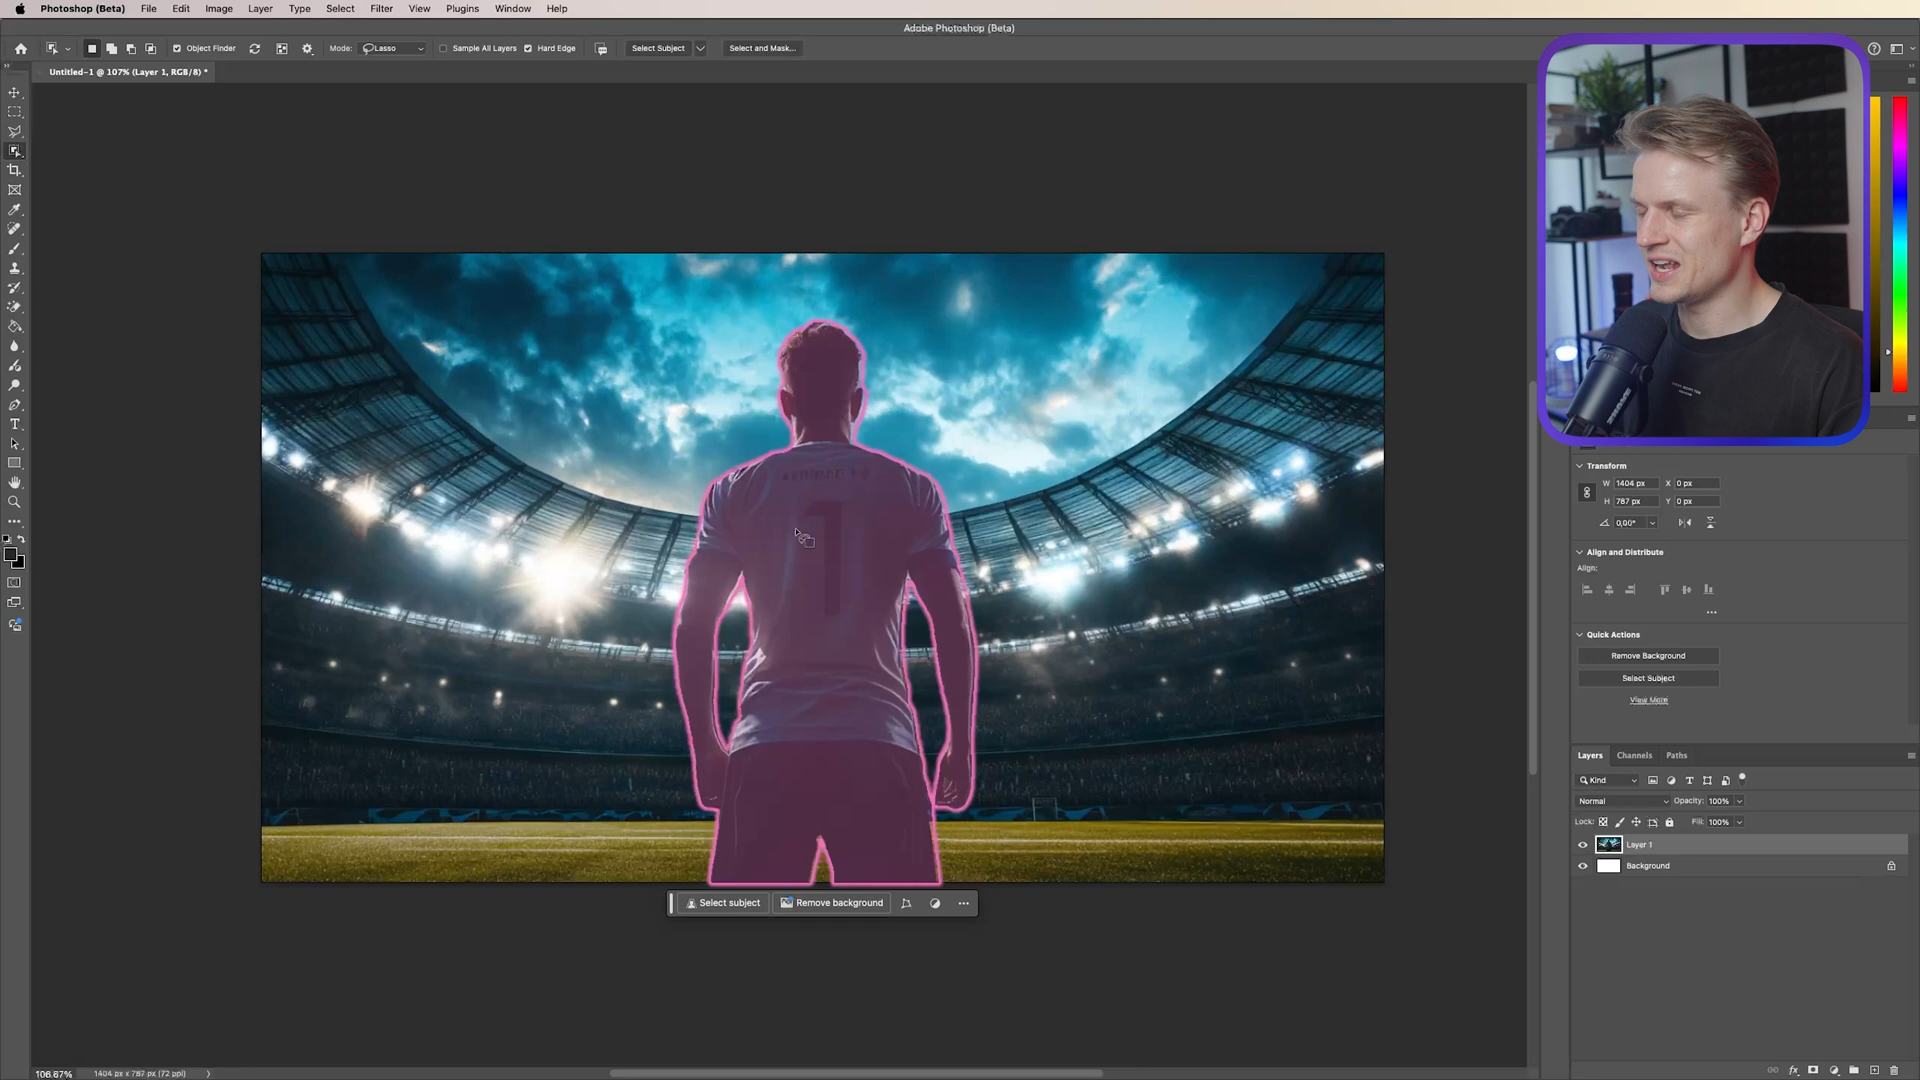 Photoshop (Beta) File Edit Image Layer Type Select Filter View Plugins Window Help
Adobe Photoshop (Beta)
Object Finder Mode: Lasso Sample All Layers Hard Edge Select Subject Select and Mask...
Untitled-1 @ 107% (Layer 1, RGB/8) *
1
Transform
W 1404 px X 0 px
H 787 px Y 0 px
0,00°
Align and Distribute
Align:
Quick Actions
Remove Background
Select Subject
View More
Layers Channels Paths
Kind
Normal Opacity: 100%
Lock: Fill: 100%
Layer 1
Background
Select subject Remove background
106.67% 1404 px x 787 px (72 ppi)